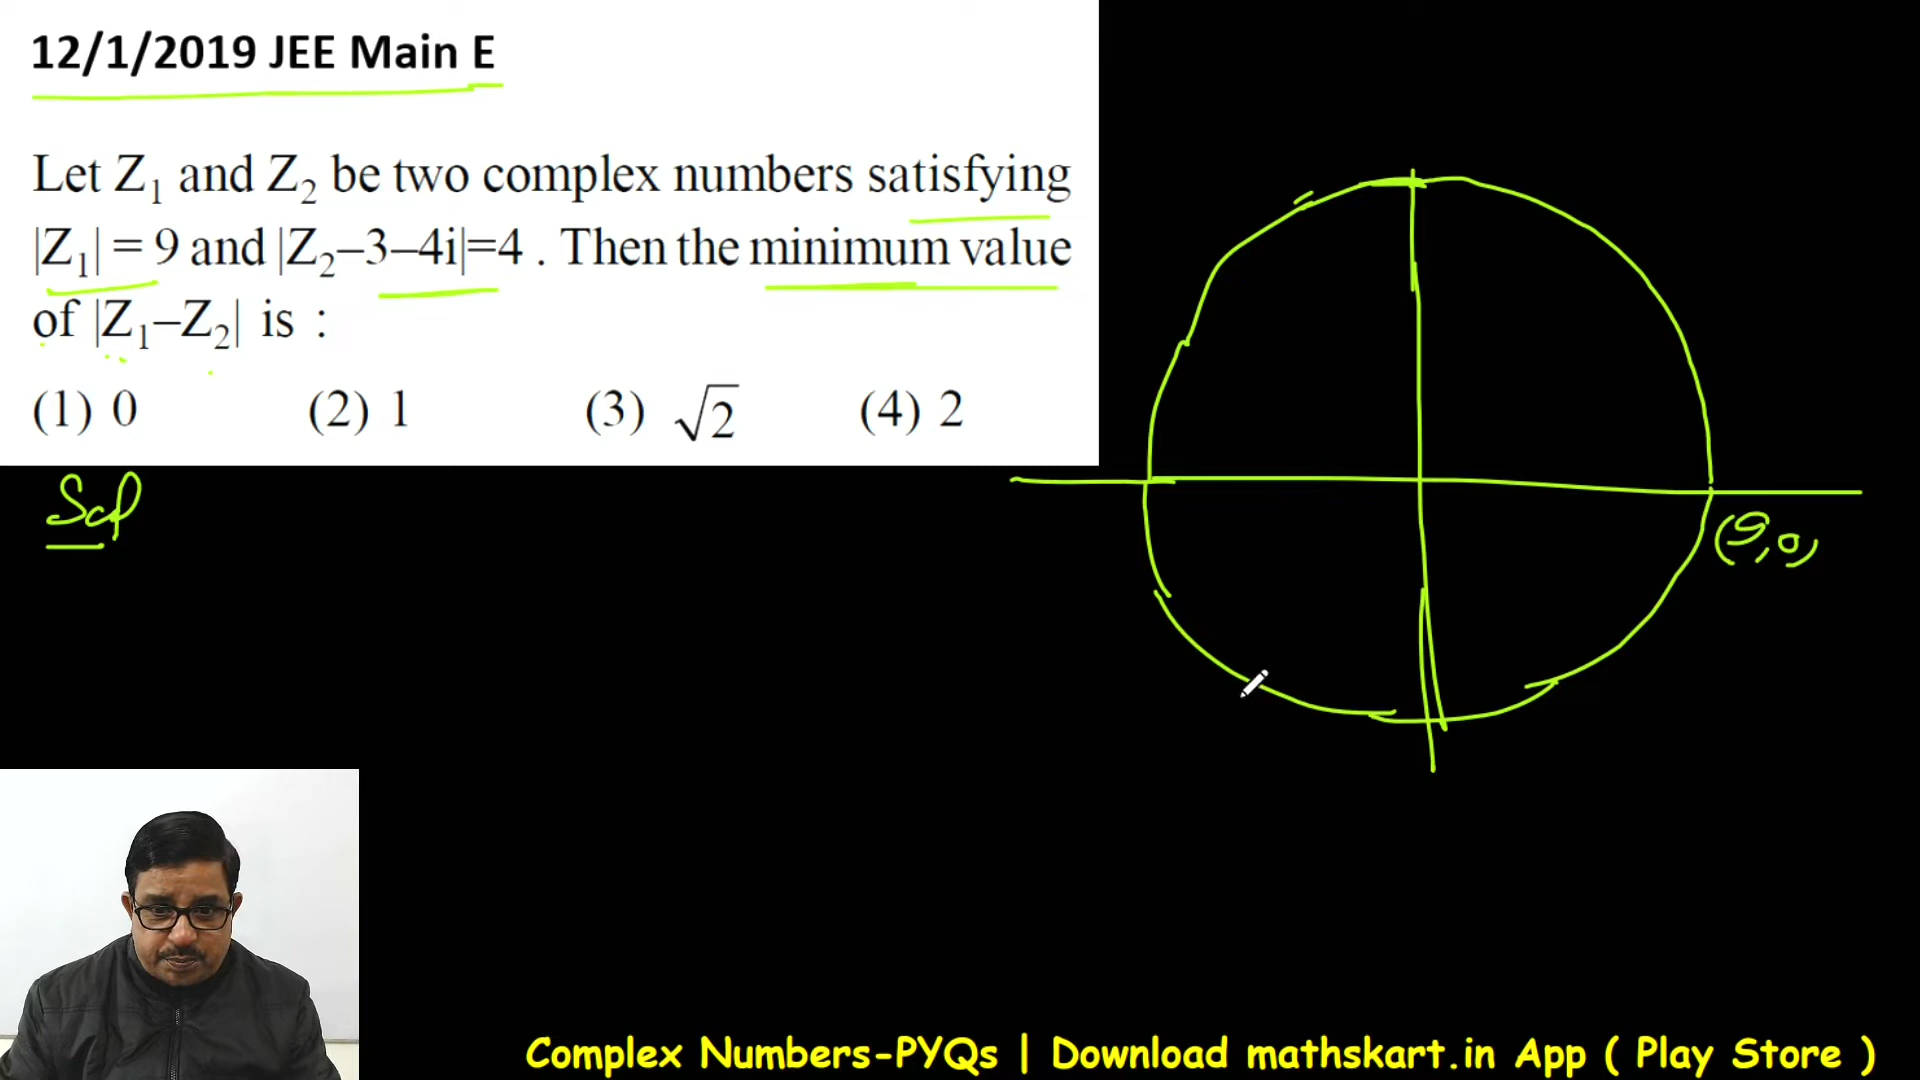 12/1/2019 JEE Main E
Let Z₁ and Z₂ be two complex numbers satisfying
|Z₁| = 9 and |Z₂–3–4i|=4 . Then the minimum value
of |Z₁–Z₂| is :
(1) 0 (2) 1 (3) √2 (4) 2
Sol
(9,0)
Complex Numbers-PYQs | Download mathskart.in App ( Play Store )